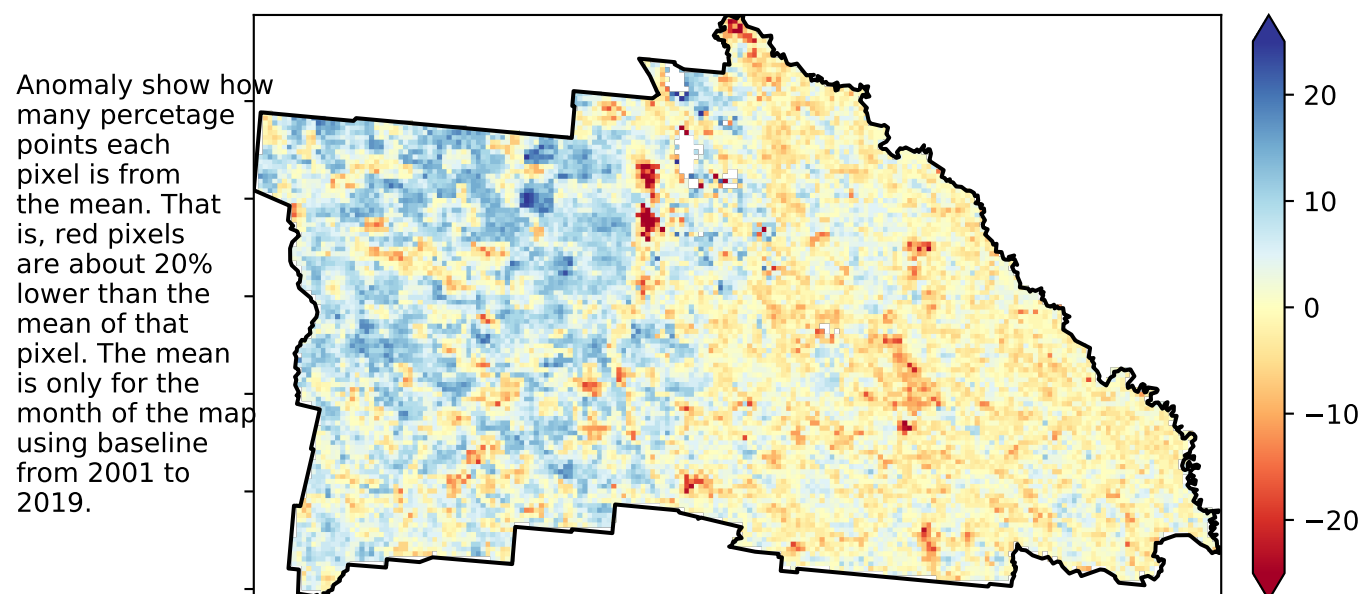 Anomaly show how
many percetage
points each
pixel is from
the mean. That
is, red pixels
are about 20%
lower than the
mean of that
pixel. The mean
is only for the
month of the map
using baseline
from 2001 to
2019.
20
10
0
−10
−20